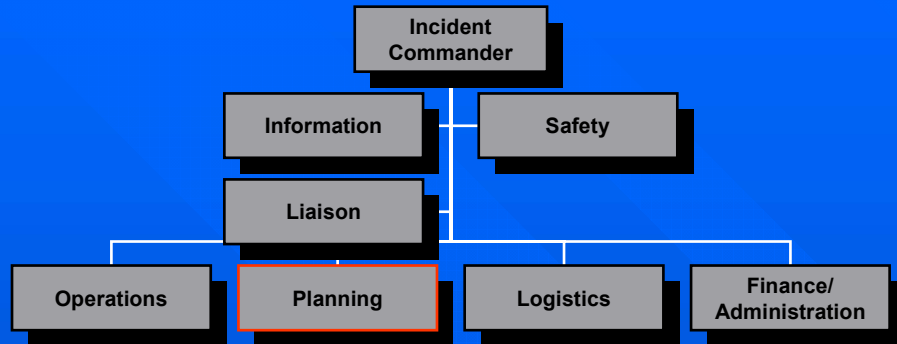 Incident
Commander
Information
Safety
Liaison
Operations
Planning
Logistics
Finance/
Administration